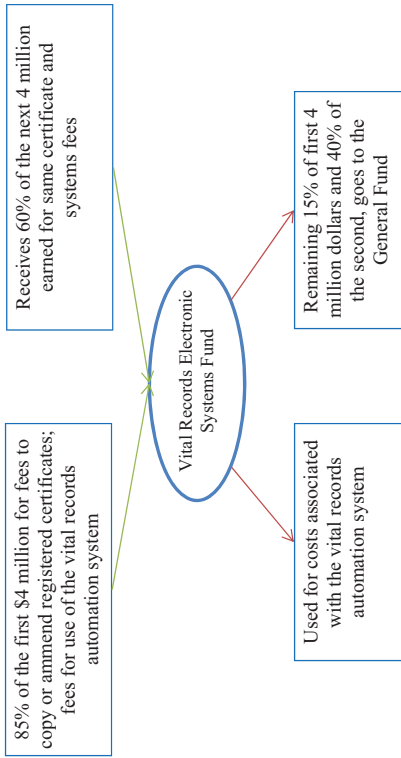 85% of the first $4 million for fees to
copy or ammend registered certificates;
fees for use of the vital records
automation system
Receives 60% of the next 4 million
earned for same certificate and
systems fees
Vital Records Electronic
Systems Fund
Used for costs associated
with the vital records
automation system
Remaining 15% of first 4
million dollars and 40% of
the second, goes to the
General Fund